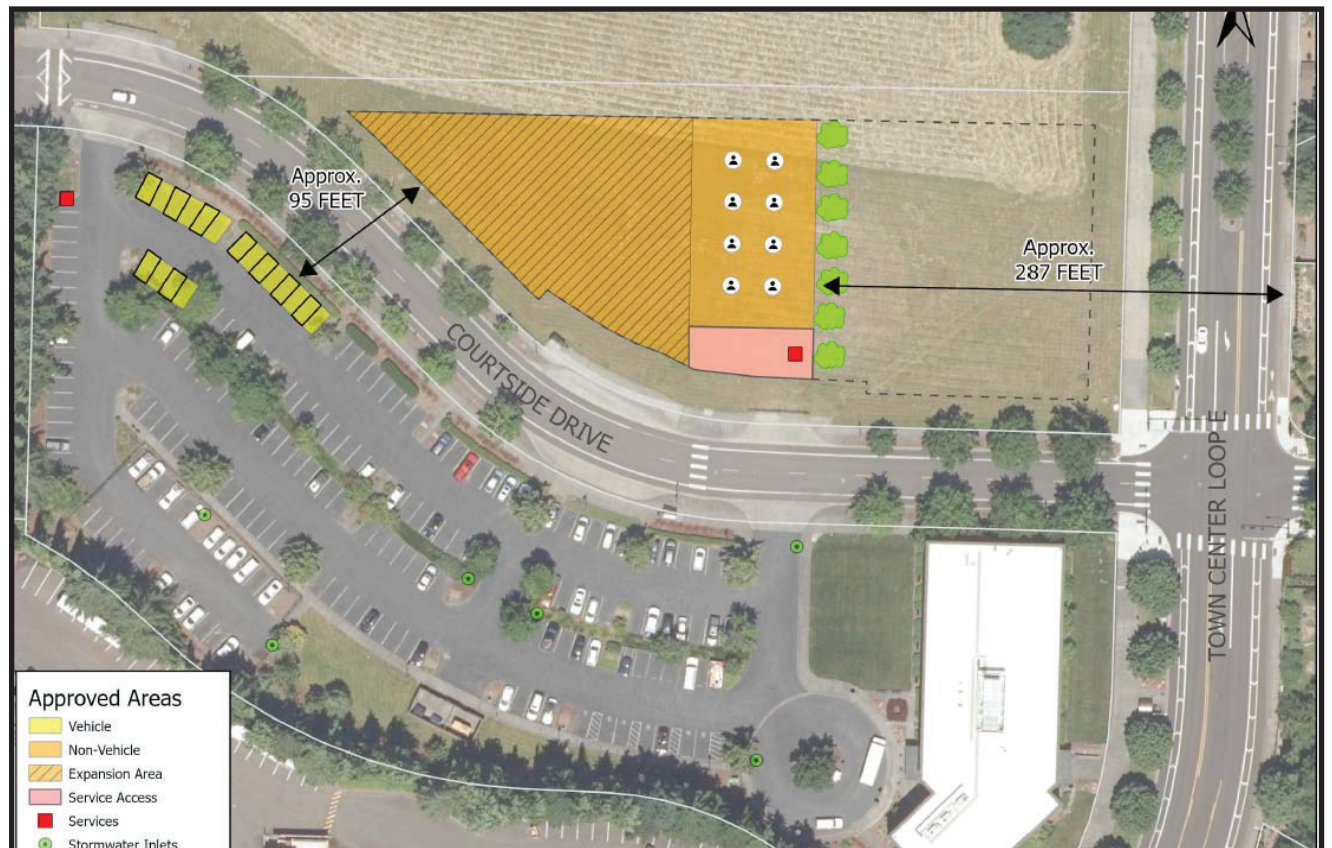 Approx.
95 FEET
Approx.
287 FEET
COURTSIDE DRIVE
TOWN CENTER LOOP E
Approved Areas
Vehicle
Non-Vehicle
Expansion Area
Service Access
Services
Stormwater Inlets